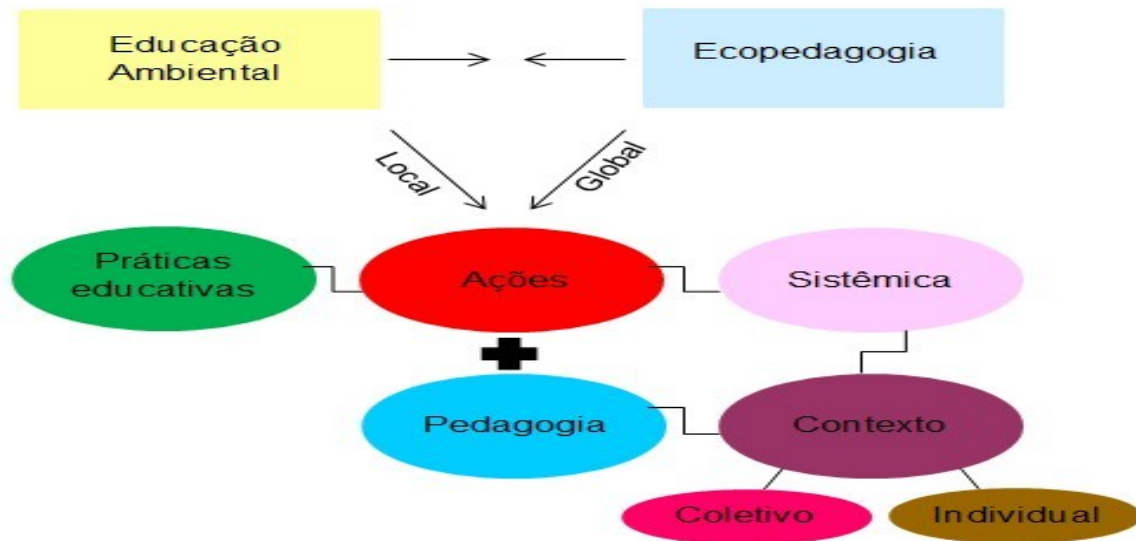 Educação
Ambiental
Ecopedagogia
Local
Global
Práticas
educativas
Ações
Sistêmica
Pedagogia
Contexto
Coletivo
Individual